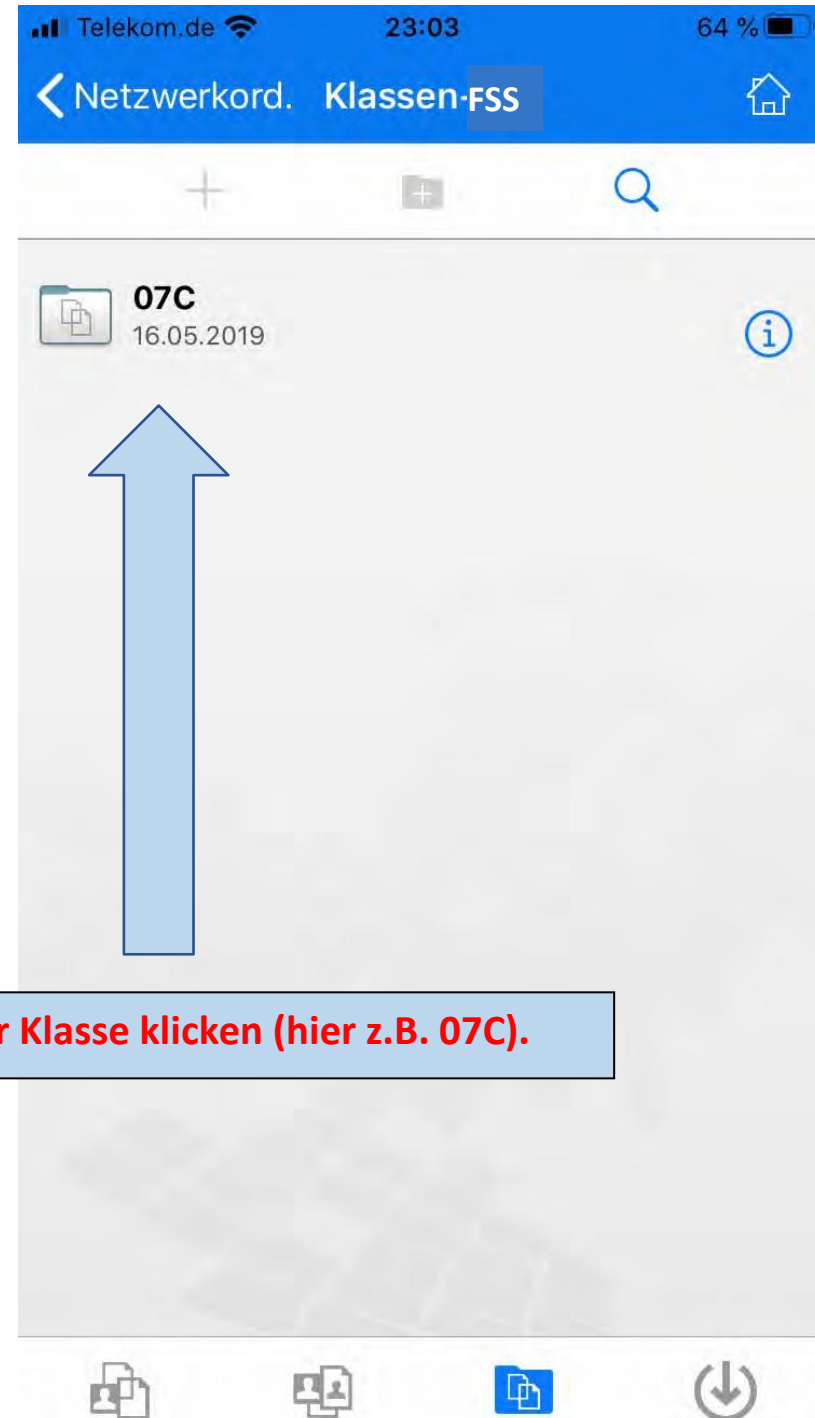 Telekom.de 23:03 64 %
Netzwerkord. Klassen-FSS
07C
16.05.2019
r Klasse klicken (hier z.B. 07C).